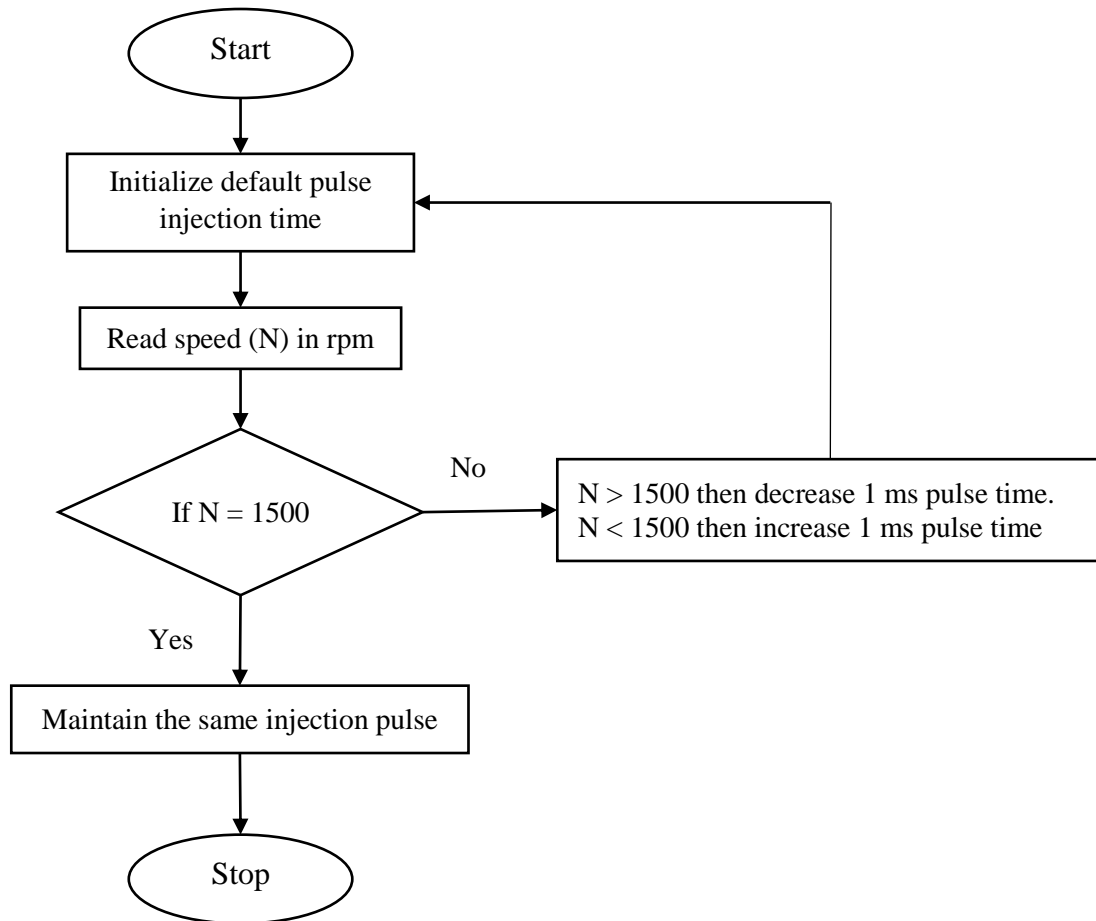 Start
Initialize default pulse
injection time
Read speed (N) in rpm
If N = 1500
No
N > 1500 then decrease 1 ms pulse time.
N < 1500 then increase 1 ms pulse time
Yes
Maintain the same injection pulse
Stop